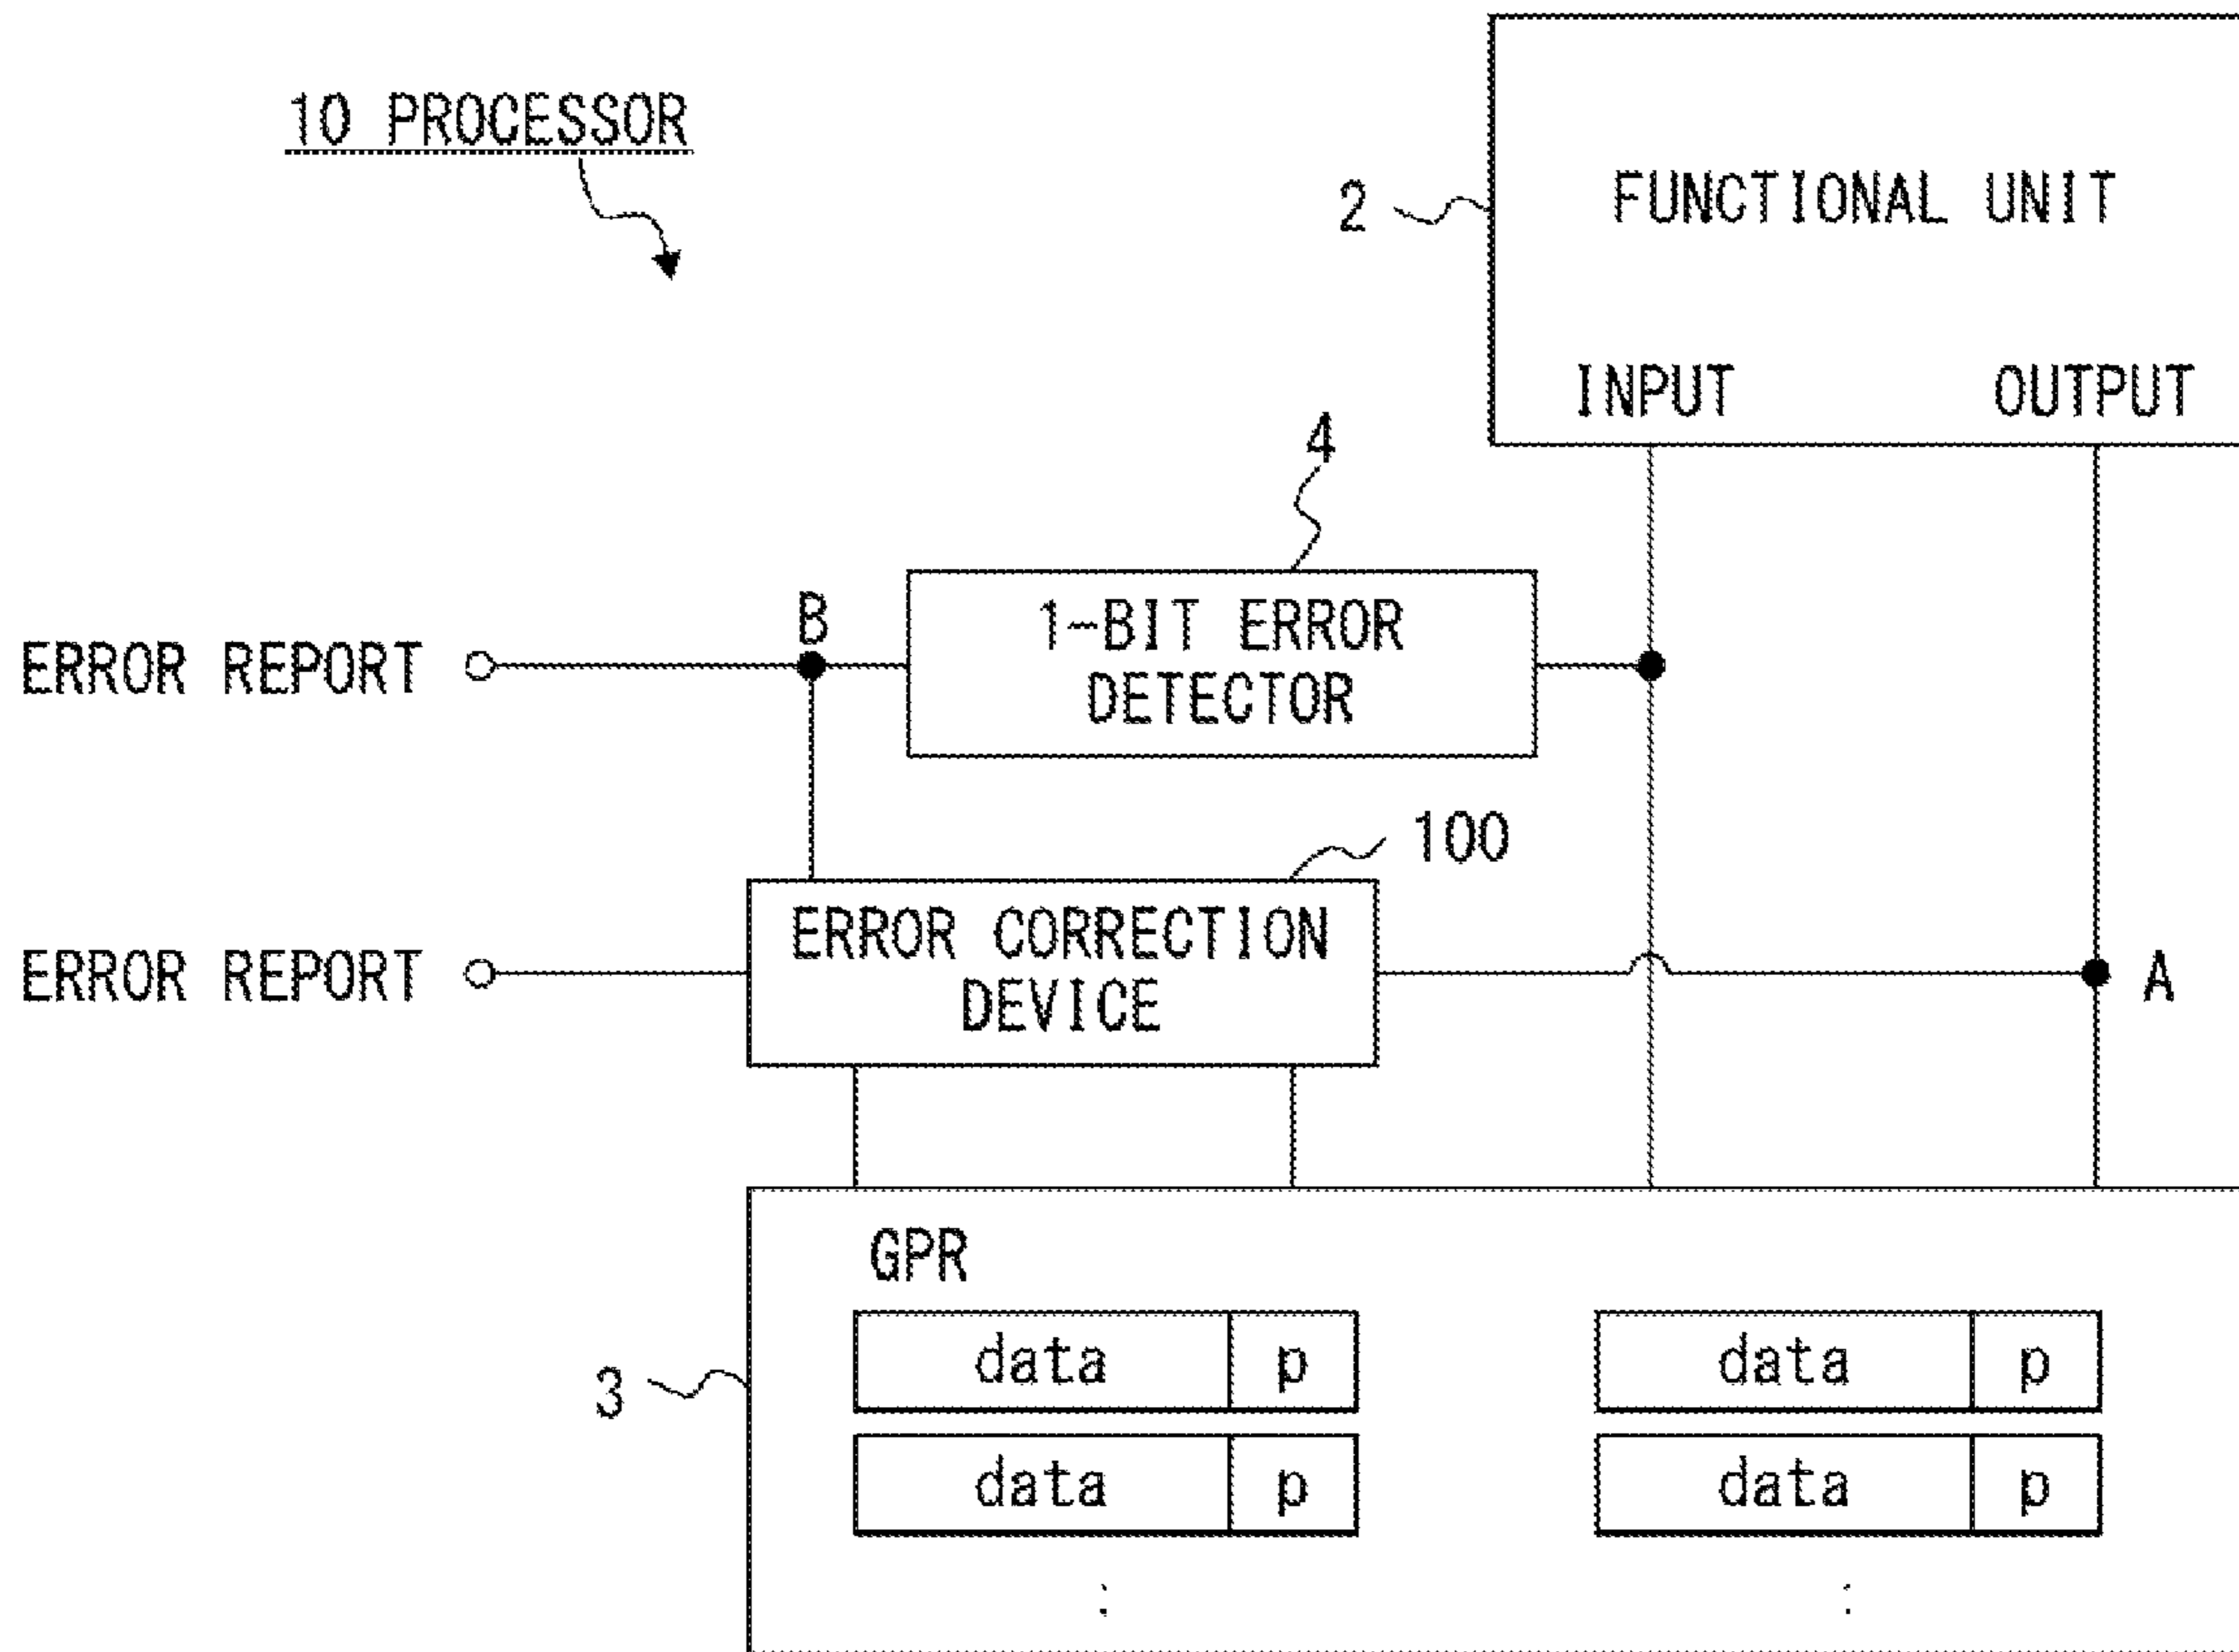 10 PROCESSOR
2
FUNCTIONAL UNIT
INPUT
OUTPUT
4
B
1-BIT ERROR
DETECTOR
ERROR REPORT
100
ERROR CORRECTION
DEVICE
ERROR REPORT
A
GPR
3
data p
data p
data p
data p